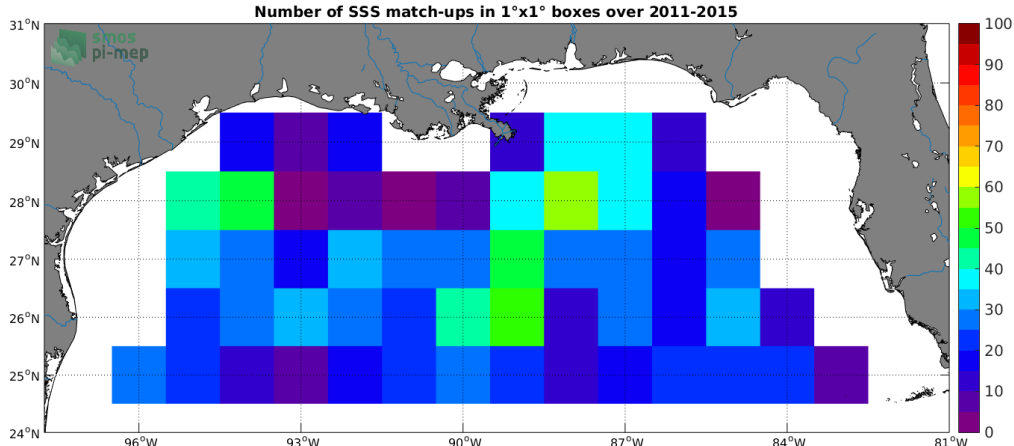 Number of SSS match-ups in 1°x1° boxes over 2011-2015
smos
pi-mep
31°N
30°N
29°N
28°N
27°N
26°N
25°N
24°N
96°W
93°W
90°W
87°W
84°W
81°W
100
90
80
70
60
50
40
30
20
10
0